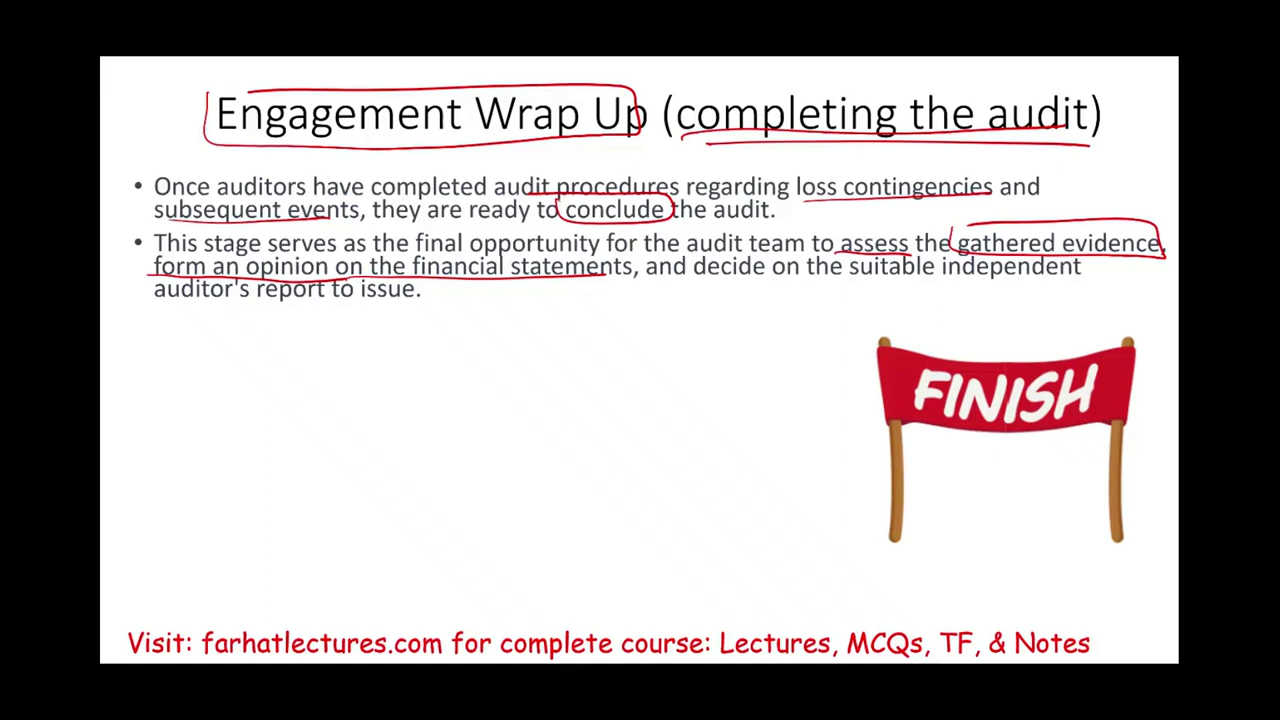 Engagement Wrap Up (completing the audit)
• Once auditors have completed audit procedures regarding loss contingencies and
subsequent events, they are ready to conclude the audit.
• This stage serves as the final opportunity for the audit team to assess the gathered evidence,
form an opinion on the financial statements, and decide on the suitable independent
auditor's report to issue.
FINISH
Visit: farhatlectures.com for complete course: Lectures, MCQs, TF, & Notes